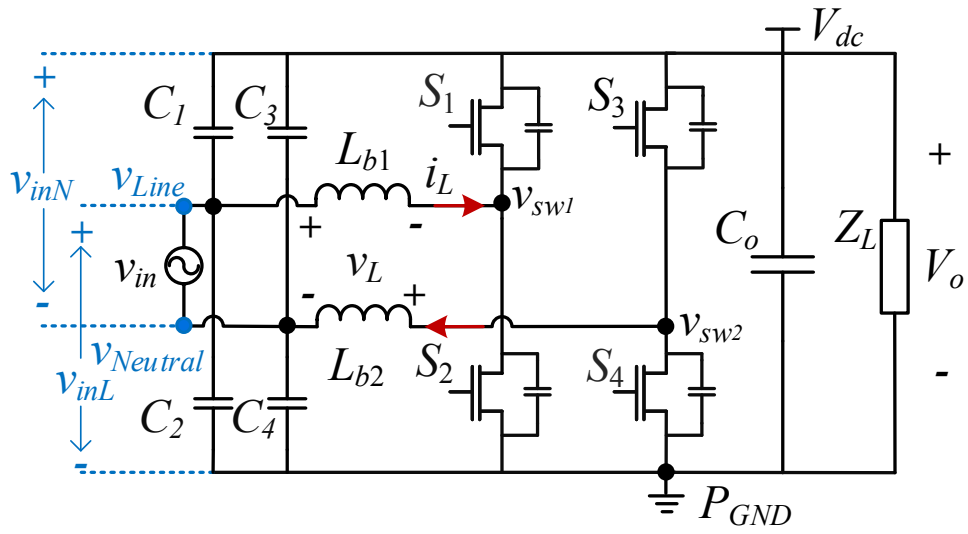 V_dc
+
C_1 C_3 S_1 S_3
L_b1
v_inN v_Line i_L v_sw1 +
+ + -
v_in v_L C_o Z_L V_o
- - +
v_Neutral v_sw2
v_inL L_b2 S_2 S_4 -
C_2 C_4
-
P_GND